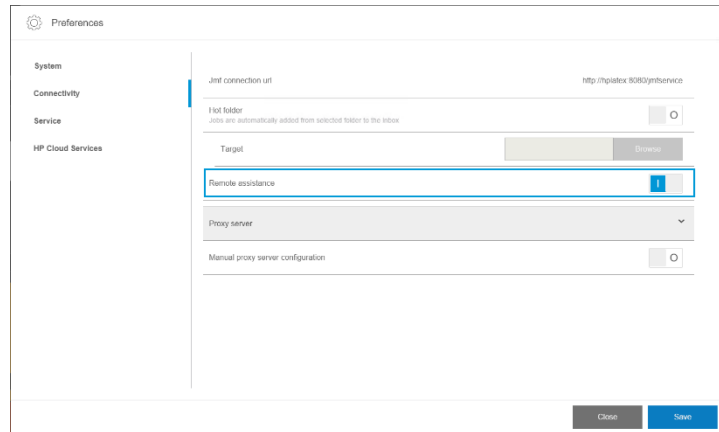 Preferences
System
Connectivity
Service
HP Cloud Services
Jmf connection url
http://hplatex:8080/jmfservice
Hot folder
Jobs are automatically added from selected folder to the inbox
Target
Browse
Remote assistance
Proxy server
Manual proxy server configuration
Close
Save